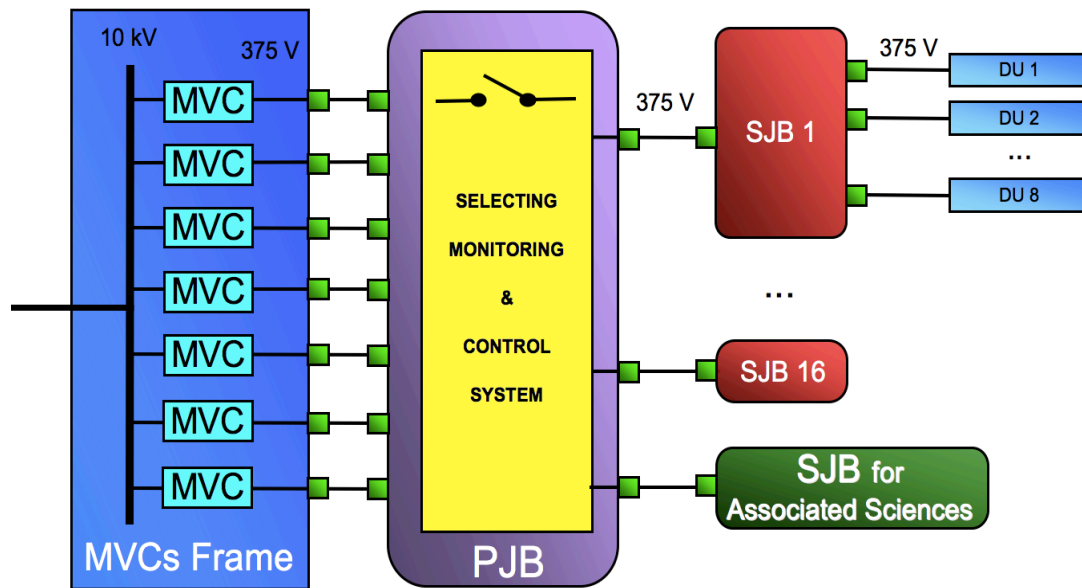 10 kV
375 V
MVC
MVC
MVC
MVC
MVC
MVC
MVC
MVCs Frame
SELECTING
MONITORING
&
CONTROL
SYSTEM
PJB
375 V
SJB 1
375 V
DU 1
DU 2
...
DU 8
...
SJB 16
SJB for
Associated Sciences